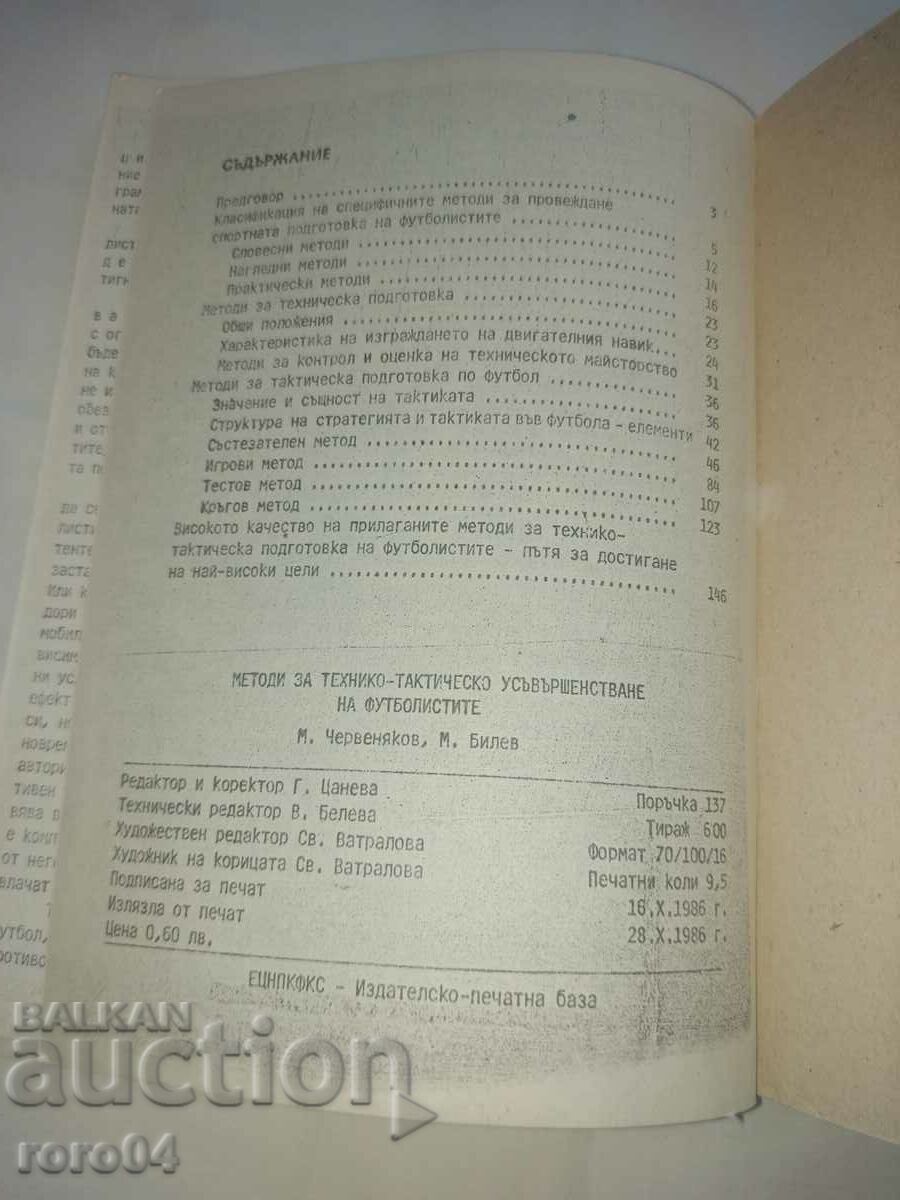 СЪДЪРЖАНИЕ
Предговор ........ 3
Класификация на специфичните методи за провеждане
спортната подготовка на футболистите ........ 5
Словесни методи ........ 12
Нагледни методи ........ 14
Практически методи ........ 16
Методи за техническа подготовка ........ 23
Общи положения ........ 23
Характеристика на изграждането на двигателния навик... 24
Методи за контрол и оценка на техническото майсторство 31
Методи за тактическа подготовка по футбол ........ 36
Значение и същност на тактиката ........ 36
Структура на стратегията и тактиката във футбола - елементи 42
Състезателен метод ........ 46
Игрови метод ........ 84
Тестов метод ........ 107
Кръгов метод ........ 123
Високото качество на прилаганите методи за технико-
тактическа подготовка на футболистите - пътя за достигане
на най-високи цели ........ 146
МЕТОДИ ЗА ТЕХНИКО-ТАКТИЧЕСКО УСЪВЪРШЕНСТВАНЕ
НА ФУТБОЛИСТИТЕ
М. Червеняков, М. Билев
Редактор и коректор Г. Цанева Поръчка 137
Технически редактор В. Белева Тираж 600
Художествен редактор Св. Ватралова Формат 70/100/16
Художник на корицата Св. Ватралова Печатни коли 9,5
Подписана за печат 16.X.1986 г.
Излязла от печат 28.X.1986 г.
Цена 0,60 лв.
ЕЦНПКФКС - Издателско-печатна база
BALKAN
auction
roro04